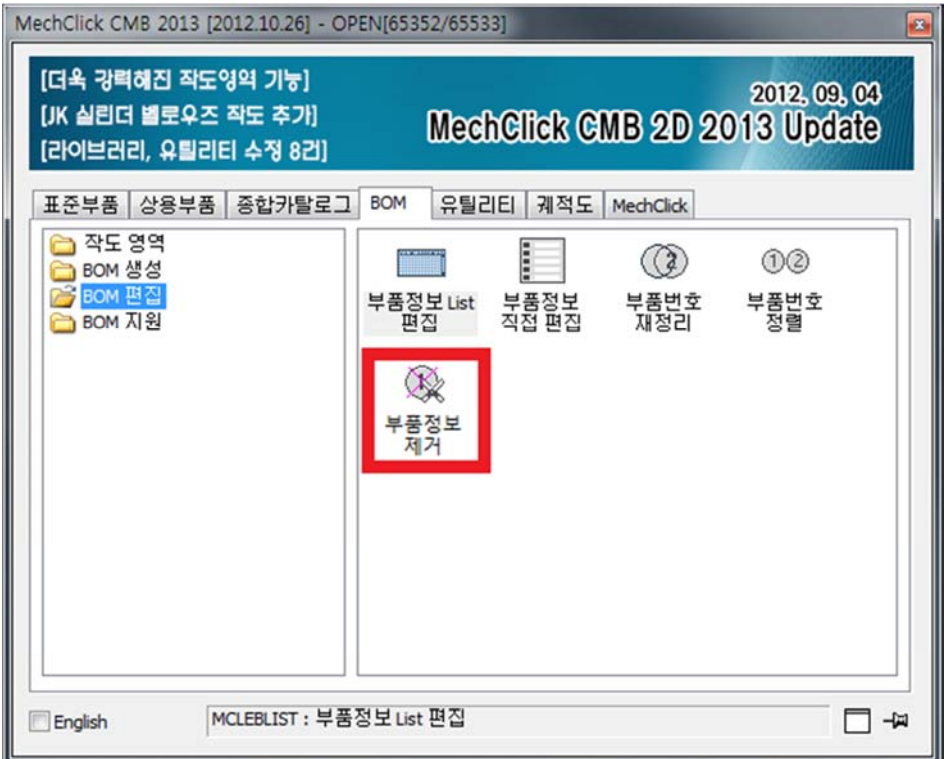 MechClick CMB 2013 [2012.10.26] - OPEN[65352/65533]
[더욱 강력해진 작도영역 기능]
[JK 실린더 벨로우즈 작도 추가]
[라이브러리, 유틸리티 수정 8건]
2012. 09. 04
MechClick CMB 2D 2013 Update
표준부품 상용부품 종합카탈로그 BOM 유틸리티 궤적도 MechClick
작도 영역
BOM 생성
BOM 편집
BOM 지원
부품정보 List
편집
부품정보
직접 편집
부품번호
재정리
부품번호
정렬
부품정보
제거
English
MCLEBLIST : 부품정보 List 편집